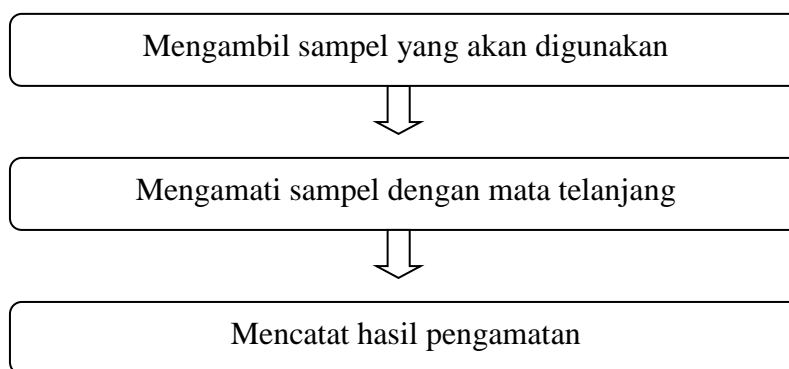 Mengambil sampel yang akan digunakan
Mengamati sampel dengan mata telanjang
Mencatat hasil pengamatan